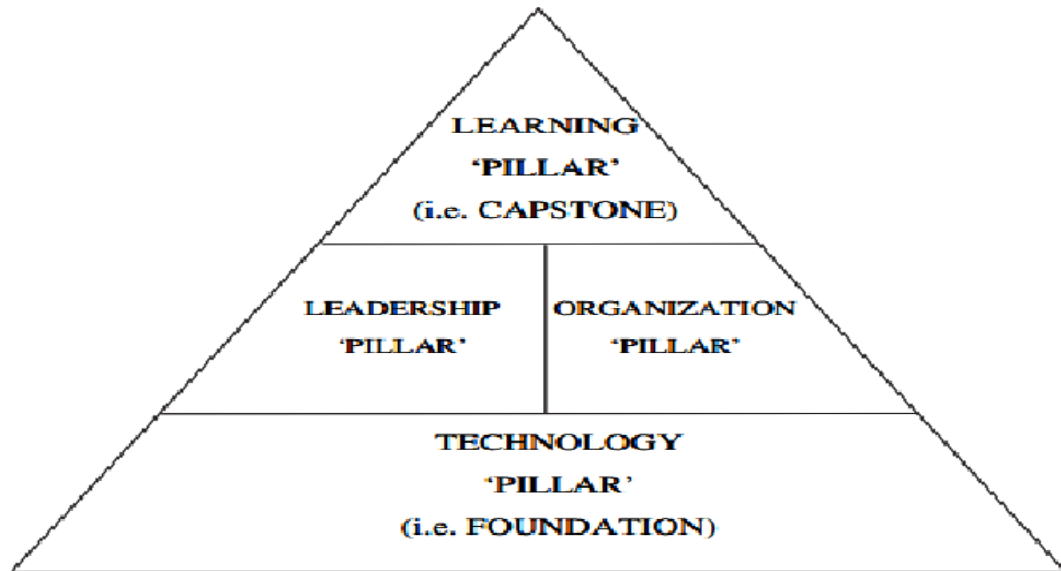 LEARNING
‘PILLAR’
(i.e. CAPSTONE)
LEADERSHIP
‘PILLAR’
ORGANIZATION
‘PILLAR’
TECHNOLOGY
‘PILLAR’
(i.e. FOUNDATION)